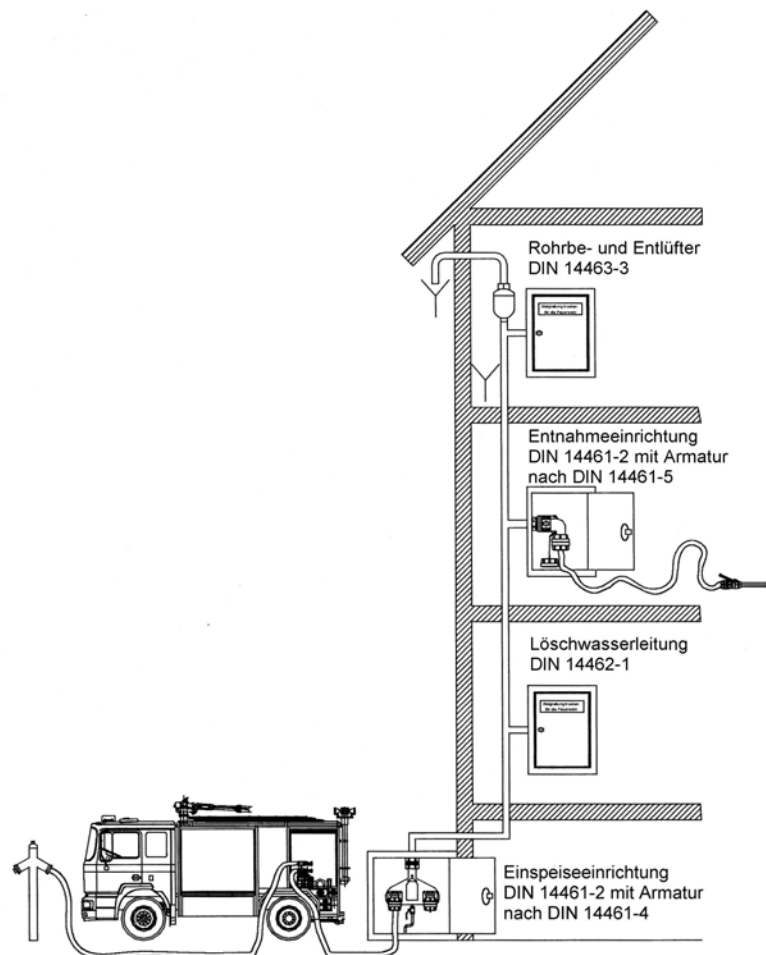 Rohrbe- und Entlüfter
DIN 14463-3
Entnahmeeinrichtung
DIN 14461-2 mit Armatur
nach DIN 14461-5
Löschwasserleitung
DIN 14462-1
Einspeiseeinrichtung
DIN 14461-2 mit Armatur
nach DIN 14461-4